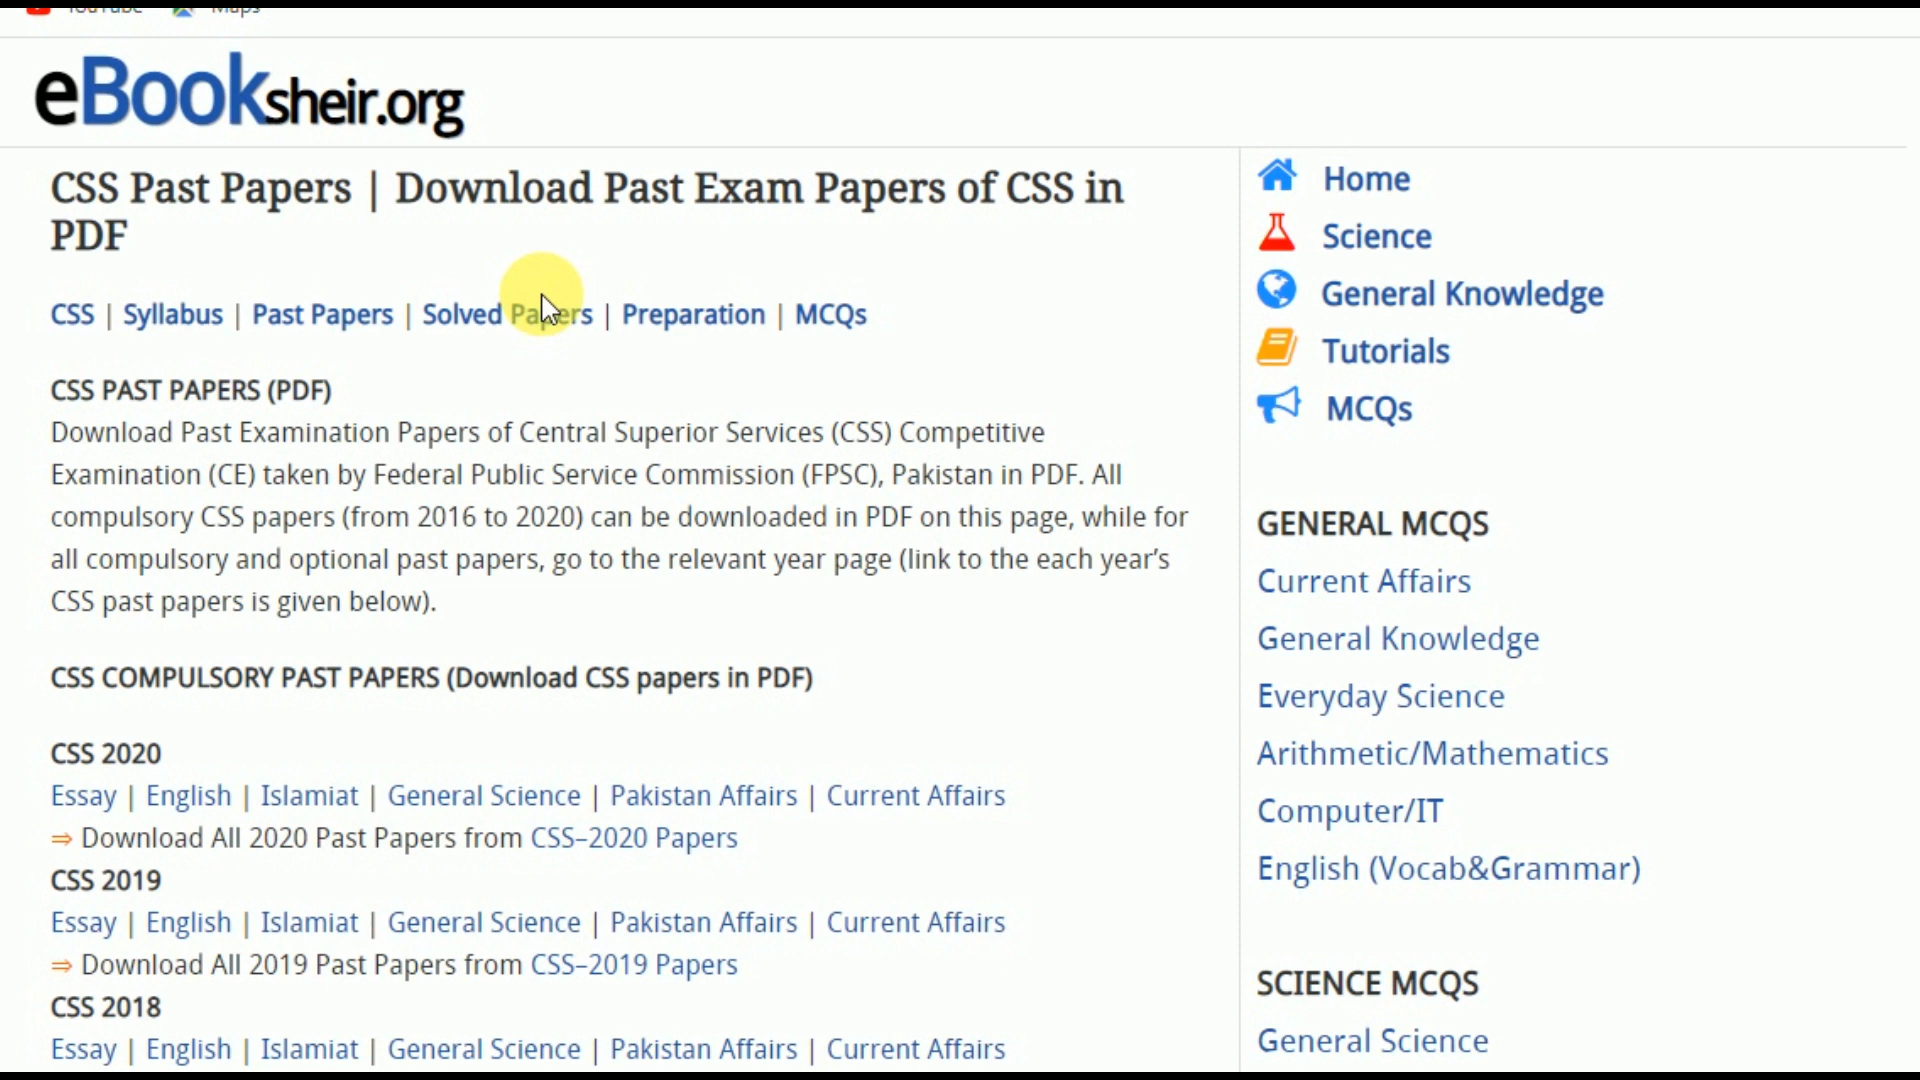 YouTube Maps
eBooksheir.org
CSS Past Papers | Download Past Exam Papers of CSS in
PDF
CSS | Syllabus | Past Papers | Solved Papers | Preparation | MCQs
CSS PAST PAPERS (PDF)
Download Past Examination Papers of Central Superior Services (CSS) Competitive
Examination (CE) taken by Federal Public Service Commission (FPSC), Pakistan in PDF. All
compulsory CSS papers (from 2016 to 2020) can be downloaded in PDF on this page, while for
all compulsory and optional past papers, go to the relevant year page (link to the each year’s
CSS past papers is given below).
CSS COMPULSORY PAST PAPERS (Download CSS papers in PDF)
CSS 2020
Essay | English | Islamiat | General Science | Pakistan Affairs | Current Affairs
⇒ Download All 2020 Past Papers from CSS–2020 Papers
CSS 2019
Essay | English | Islamiat | General Science | Pakistan Affairs | Current Affairs
⇒ Download All 2019 Past Papers from CSS–2019 Papers
CSS 2018
Essay | English | Islamiat | General Science | Pakistan Affairs | Current Affairs
Home
Science
General Knowledge
Tutorials
MCQs
GENERAL MCQS
Current Affairs
General Knowledge
Everyday Science
Arithmetic/Mathematics
Computer/IT
English (Vocab&Grammar)
SCIENCE MCQS
General Science